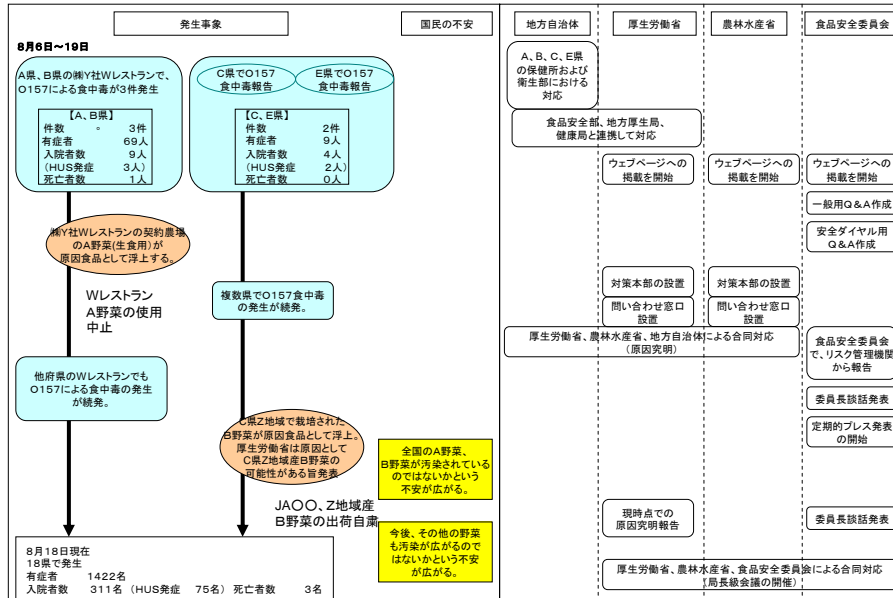 発生事象
国民の不安
地方自治体
厚生労働省
農林水産省
食品安全委員会
8月6日~19日
A県、B県の㈱Y社Wレストランで、
O157による食中毒が3件発生
【A、B県】
件数 3件
有症者 69人
入院者数 9人
(HUS発症 3人)
死亡者数 1人
C県でO157
食中毒報告
E県でO157
食中毒報告
【C、E県】
件数 2件
有症者 9人
入院者数 4人
(HUS発症 2人)
死亡者数 0人
㈱Y社Wレストランの契約農場
のA野菜(生食用)が
原因食品として浮上する。
Wレストラン
A野菜の使用
中止
複数県でO157食中毒
の発生が続発。
他府県のWレストランでも
O157による食中毒の発生
が続発。
C県Z地域で栽培された
B野菜が原因食品として浮上。
厚生労働省は原因として
C県Z地域産B野菜の
可能性がある旨発表
JA○○、Z地域産
B野菜の出荷自粛
全国のA野菜、
B野菜が汚染されている
のではないかという
不安が広がる。
今後、その他の野菜
も汚染が広がるので
はないかという不安
が広がる。
8月18日現在
18県で発生
有症者 1422名
入院者数 311名 (HUS発症 75名) 死亡者数 3名
A、B、C、E県
の保健所および
衛生部における
対応
食品安全部、地方厚生局、
健康局と連携して対応
ウェブページへの
掲載を開始
ウェブページへの
掲載を開始
ウェブページへの
掲載を開始
一般用Q&A作成
安全ダイヤル用
Q&A作成
対策本部の設置
対策本部の設置
問い合わせ窓口
設置
問い合わせ窓口
設置
厚生労働省、農林水産省、地方自治体による合同対応
(原因究明)
食品安全委員会
で、リスク管理機関
から報告
委員長談話発表
定期的プレス発表
の開始
現時点での
原因究明報告
委員長談話発表
厚生労働省、農林水産省、食品安全委員会による合同対応
(局長級会議の開催)